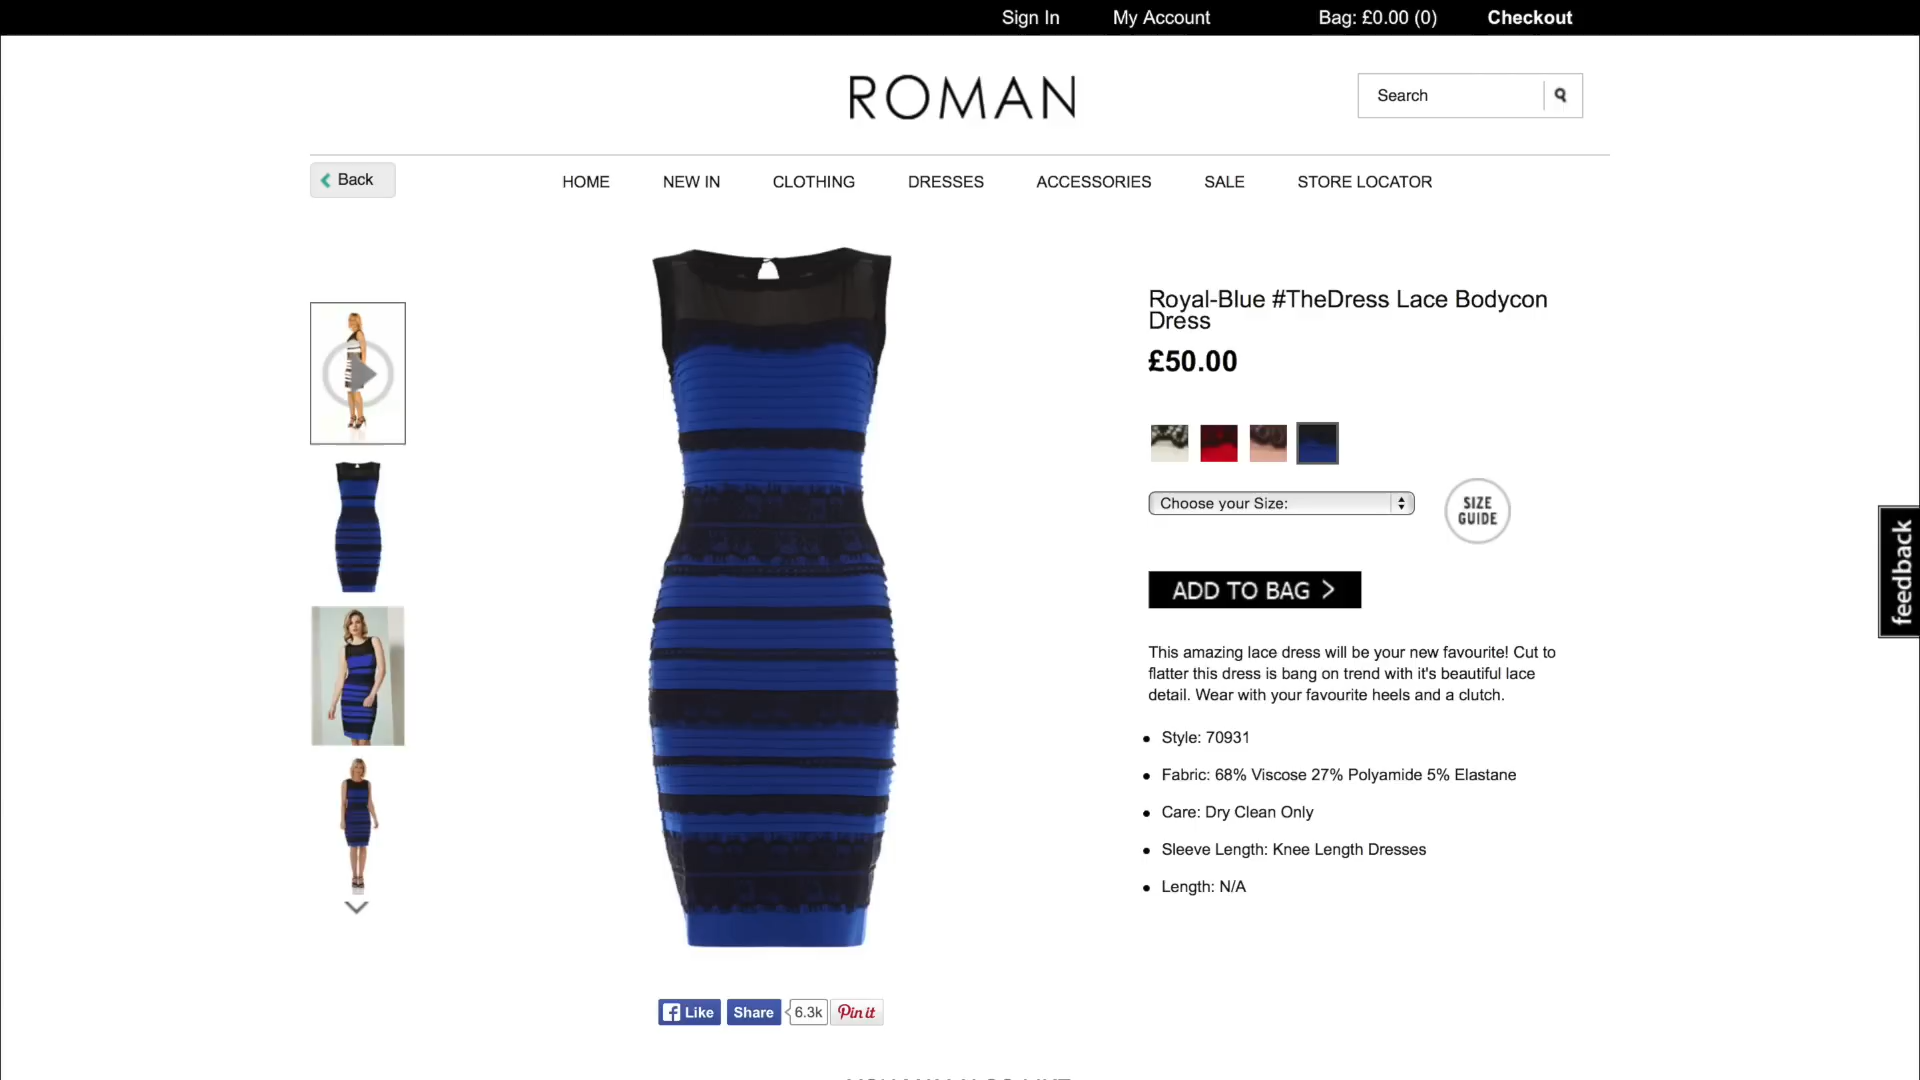 Sign In
My Account
Bag: £0.00 (0)
Checkout
ROMAN
Search
Back
HOME
NEW IN
CLOTHING
DRESSES
ACCESSORIES
SALE
STORE LOCATOR
Royal-Blue #TheDress Lace Bodycon
Dress
£50.00
Choose your Size:
SIZE
GUIDE
ADD TO BAG >
feedback
This amazing lace dress will be your new favourite! Cut to
flatter this dress is bang on trend with it's beautiful lace
detail. Wear with your favourite heels and a clutch.
Style: 70931
Fabric: 68% Viscose 27% Polyamide 5% Elastane
Care: Dry Clean Only
Sleeve Length: Knee Length Dresses
Length: N/A
Like
Share
6.3k
Pin it